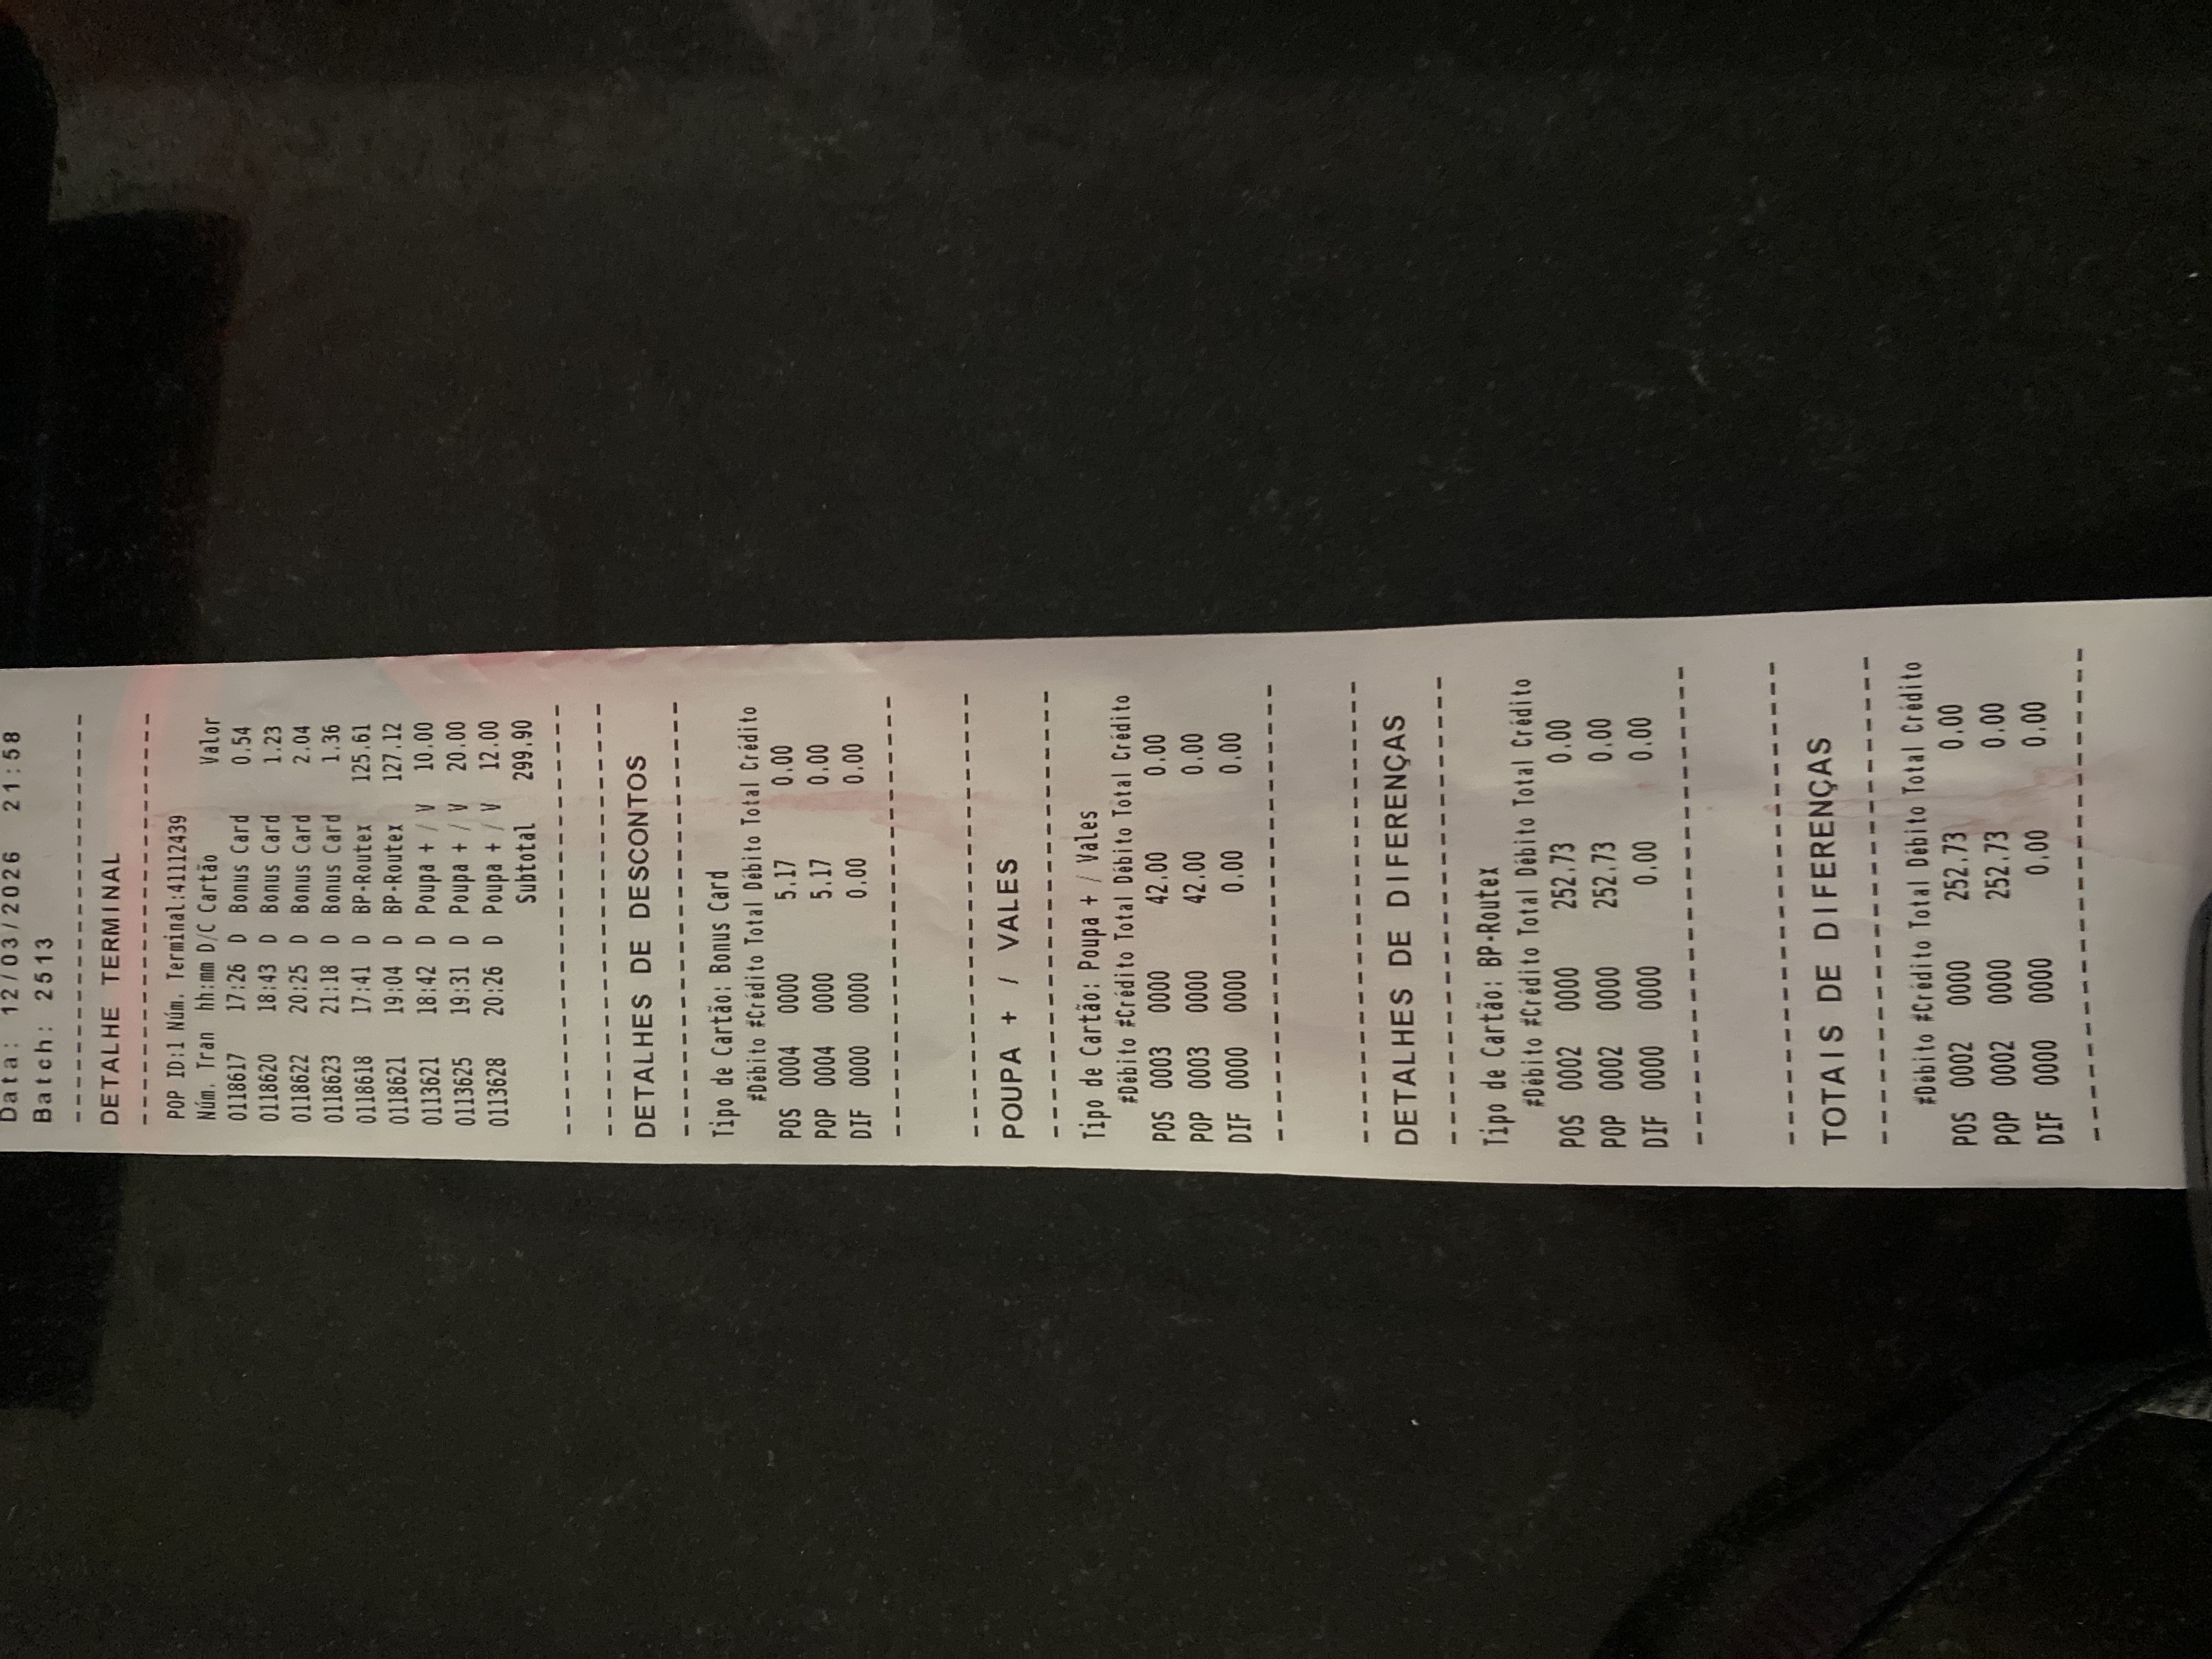 Data: 12/03/2026 21:58
Batch: 2513
--------------------------------
DETALHE TERMINAL
--------------------------------
POP ID:1 Núm. Terminal:41112439
Núm. Tran hh:mm D/C Cartão Valor
0118617 17:26 D Bonus Card 0.54
0118620 18:43 D Bonus Card 1.23
0118622 20:25 D Bonus Card 2.04
0118623 21:18 D Bonus Card 1.36
0118618 17:41 D BP-Routex 125.61
0118621 19:04 D BP-Routex 127.12
0113621 18:42 D Poupa + / V 10.00
0113625 19:31 D Poupa + / V 20.00
0113628 20:26 D Poupa + / V 12.00
Subtotal 299.90
--------------------------------
--------------------------------
DETALHES DE DESCONTOS
--------------------------------
Tipo de Cartão: Bonus Card
#Débito #Crédito Total Débito Total Crédito
POS 0004 0000 5.17 0.00
POP 0004 0000 5.17 0.00
DIF 0000 0000 0.00 0.00
--------------------------------
--------------------------------
POUPA + / VALES
--------------------------------
Tipo de Cartão: Poupa + / Vales
#Débito #Crédito Total Débito Total Crédito
POS 0003 0000 42.00 0.00
POP 0003 0000 42.00 0.00
DIF 0000 0000 0.00 0.00
--------------------------------
--------------------------------
DETALHES DE DIFERENÇAS
--------------------------------
Tipo de Cartão: BP-Routex
#Débito #Crédito Total Débito Total Crédito
POS 0002 0000 252.73 0.00
POP 0002 0000 252.73 0.00
DIF 0000 0000 0.00 0.00
--------------------------------
--------------------------------
TOTAIS DE DIFERENÇAS
--------------------------------
#Débito #Crédito Total Débito Total Crédito
POS 0002 0000 252.73 0.00
POP 0002 0000 252.73 0.00
DIF 0000 0000 0.00 0.00
--------------------------------